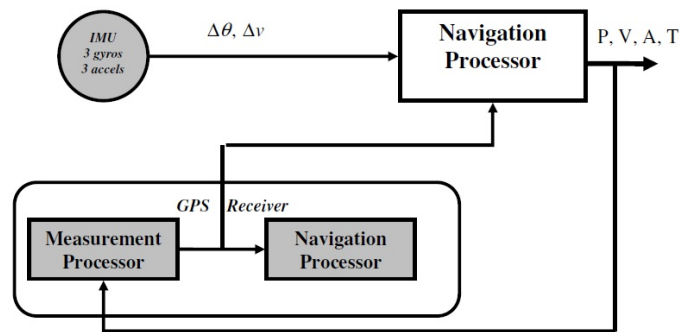 IMU
3 gyros
3 accels
Δθ, Δv
Navigation
Processor
P, V, A, T
GPS Receiver
Measurement
Processor
Navigation
Processor